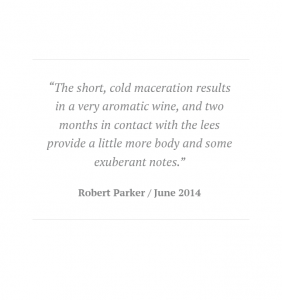 “The short, cold maceration results
in a very aromatic wine, and two
months in contact with the lees
provide a little more body and some
exuberant notes.”
Robert Parker / June 2014